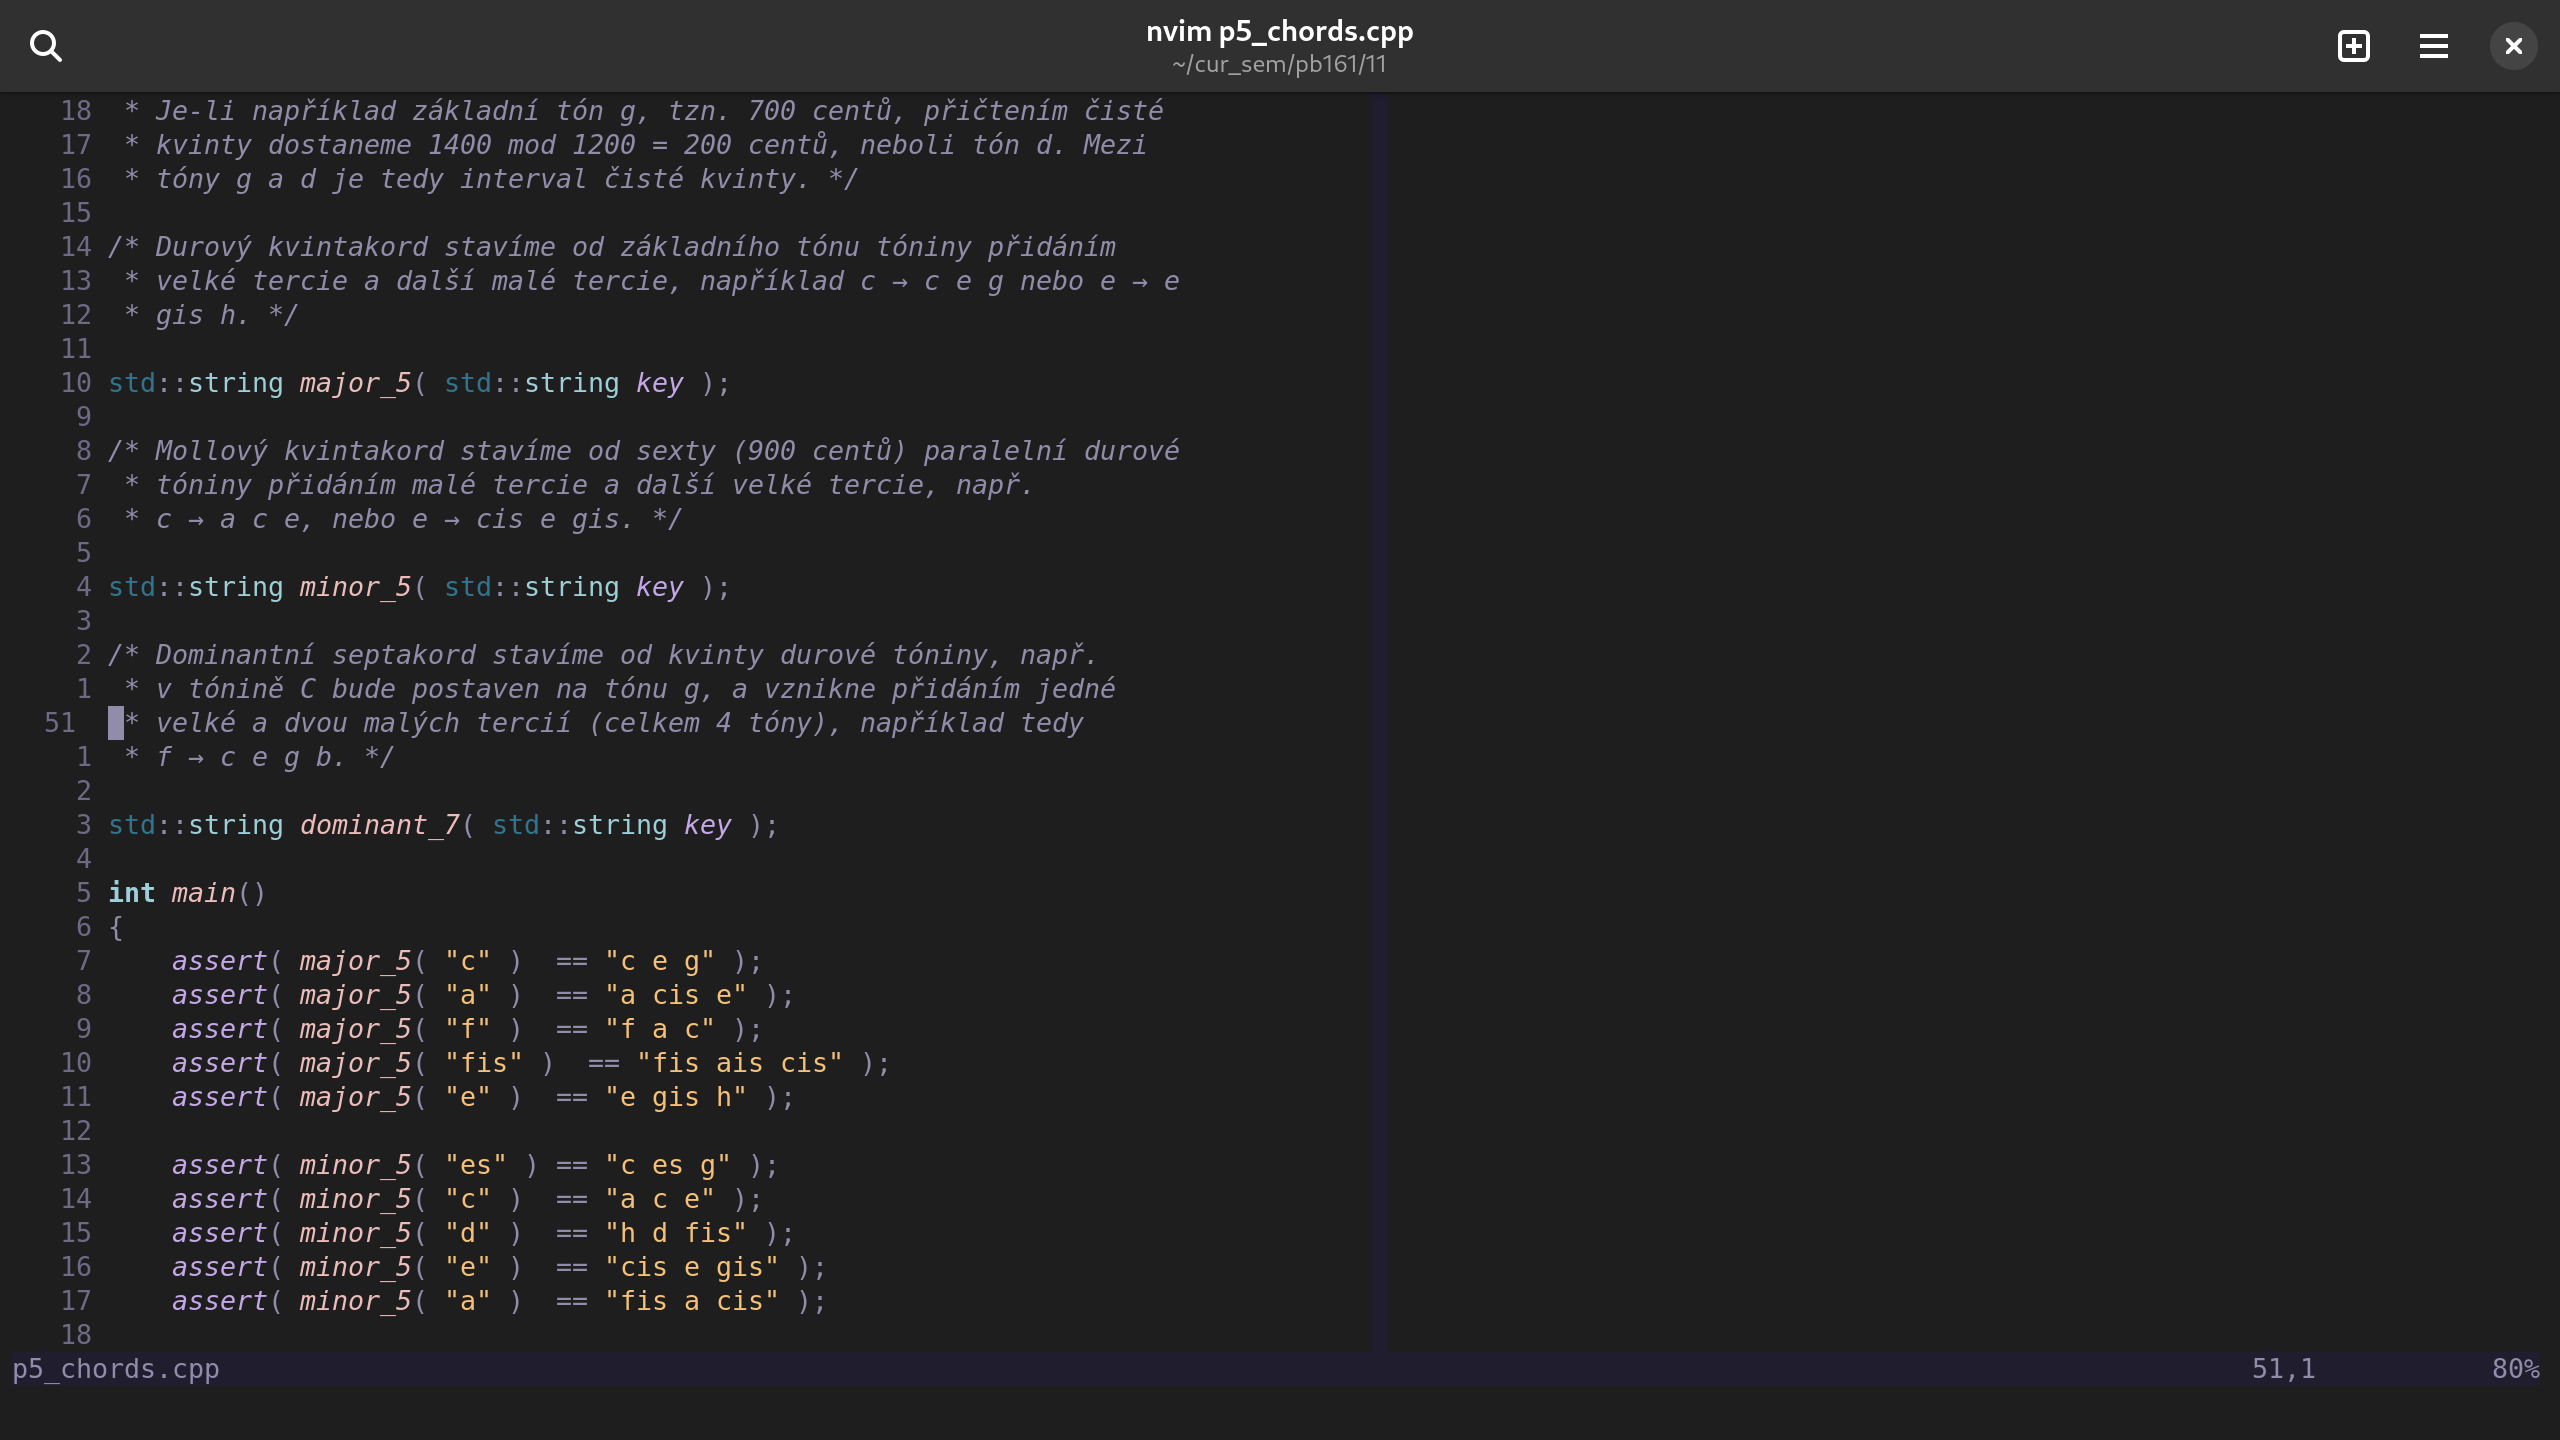 nvim p5_chords.cpp
~/cur_sem/pb161/11
18  * Je-li například základní tón g, tzn. 700 centů, přičtením čisté
17  * kvinty dostaneme 1400 mod 1200 = 200 centů, neboli tón d. Mezi
16  * tóny g a d je tedy interval čisté kvinty. */
15
14 /* Durový kvintakord stavíme od základního tónu tóniny přidáním
13  * velké tercie a další malé tercie, například c → c e g nebo e → e
12  * gis h. */
11
10 std::string major_5( std::string key );
9
8 /* Mollový kvintakord stavíme od sexty (900 centů) paralelní durové
7  * tóniny přidáním malé tercie a další velké tercie, např.
6  * c → a c e, nebo e → cis e gis. */
5
4 std::string minor_5( std::string key );
3
2 /* Dominantní septakord stavíme od kvinty durové tóniny, např.
1  * v tónině C bude postaven na tónu g, a vznikne přidáním jedné
51  * velké a dvou malých tercií (celkem 4 tóny), například tedy
1  * f → c e g b. */
2
3 std::string dominant_7( std::string key );
4
5 int main()
6 {
7     assert( major_5( "c" )  == "c e g" );
8     assert( major_5( "a" )  == "a cis e" );
9     assert( major_5( "f" )  == "f a c" );
10     assert( major_5( "fis" )  == "fis ais cis" );
11     assert( major_5( "e" )  == "e gis h" );
12
13     assert( minor_5( "es" ) == "c es g" );
14     assert( minor_5( "c" )  == "a c e" );
15     assert( minor_5( "d" )  == "h d fis" );
16     assert( minor_5( "e" )  == "cis e gis" );
17     assert( minor_5( "a" )  == "fis a cis" );
18
p5_chords.cpp 51,1 80%